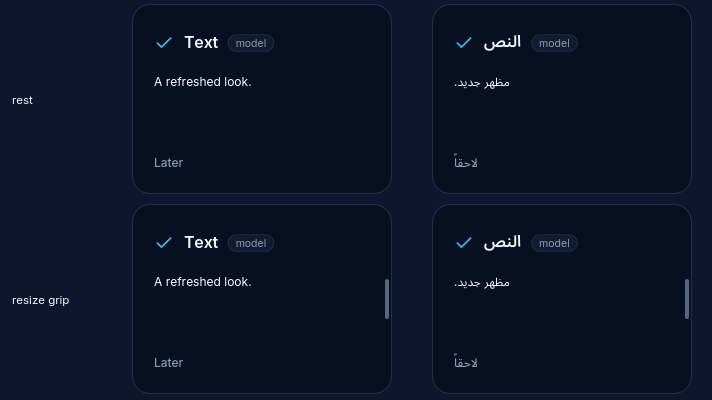 Text model
النص model
A refreshed look.
مظهر جديد.
rest
Later
لاحقاً
Text model
النص model
A refreshed look.
مظهر جديد.
resize grip
Later
لاحقاً